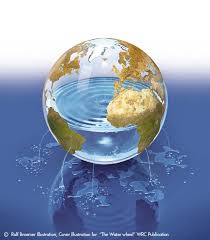 © Ralf Broemer Illustration, Cover Illustration for "The Water wheel" WRC Publication